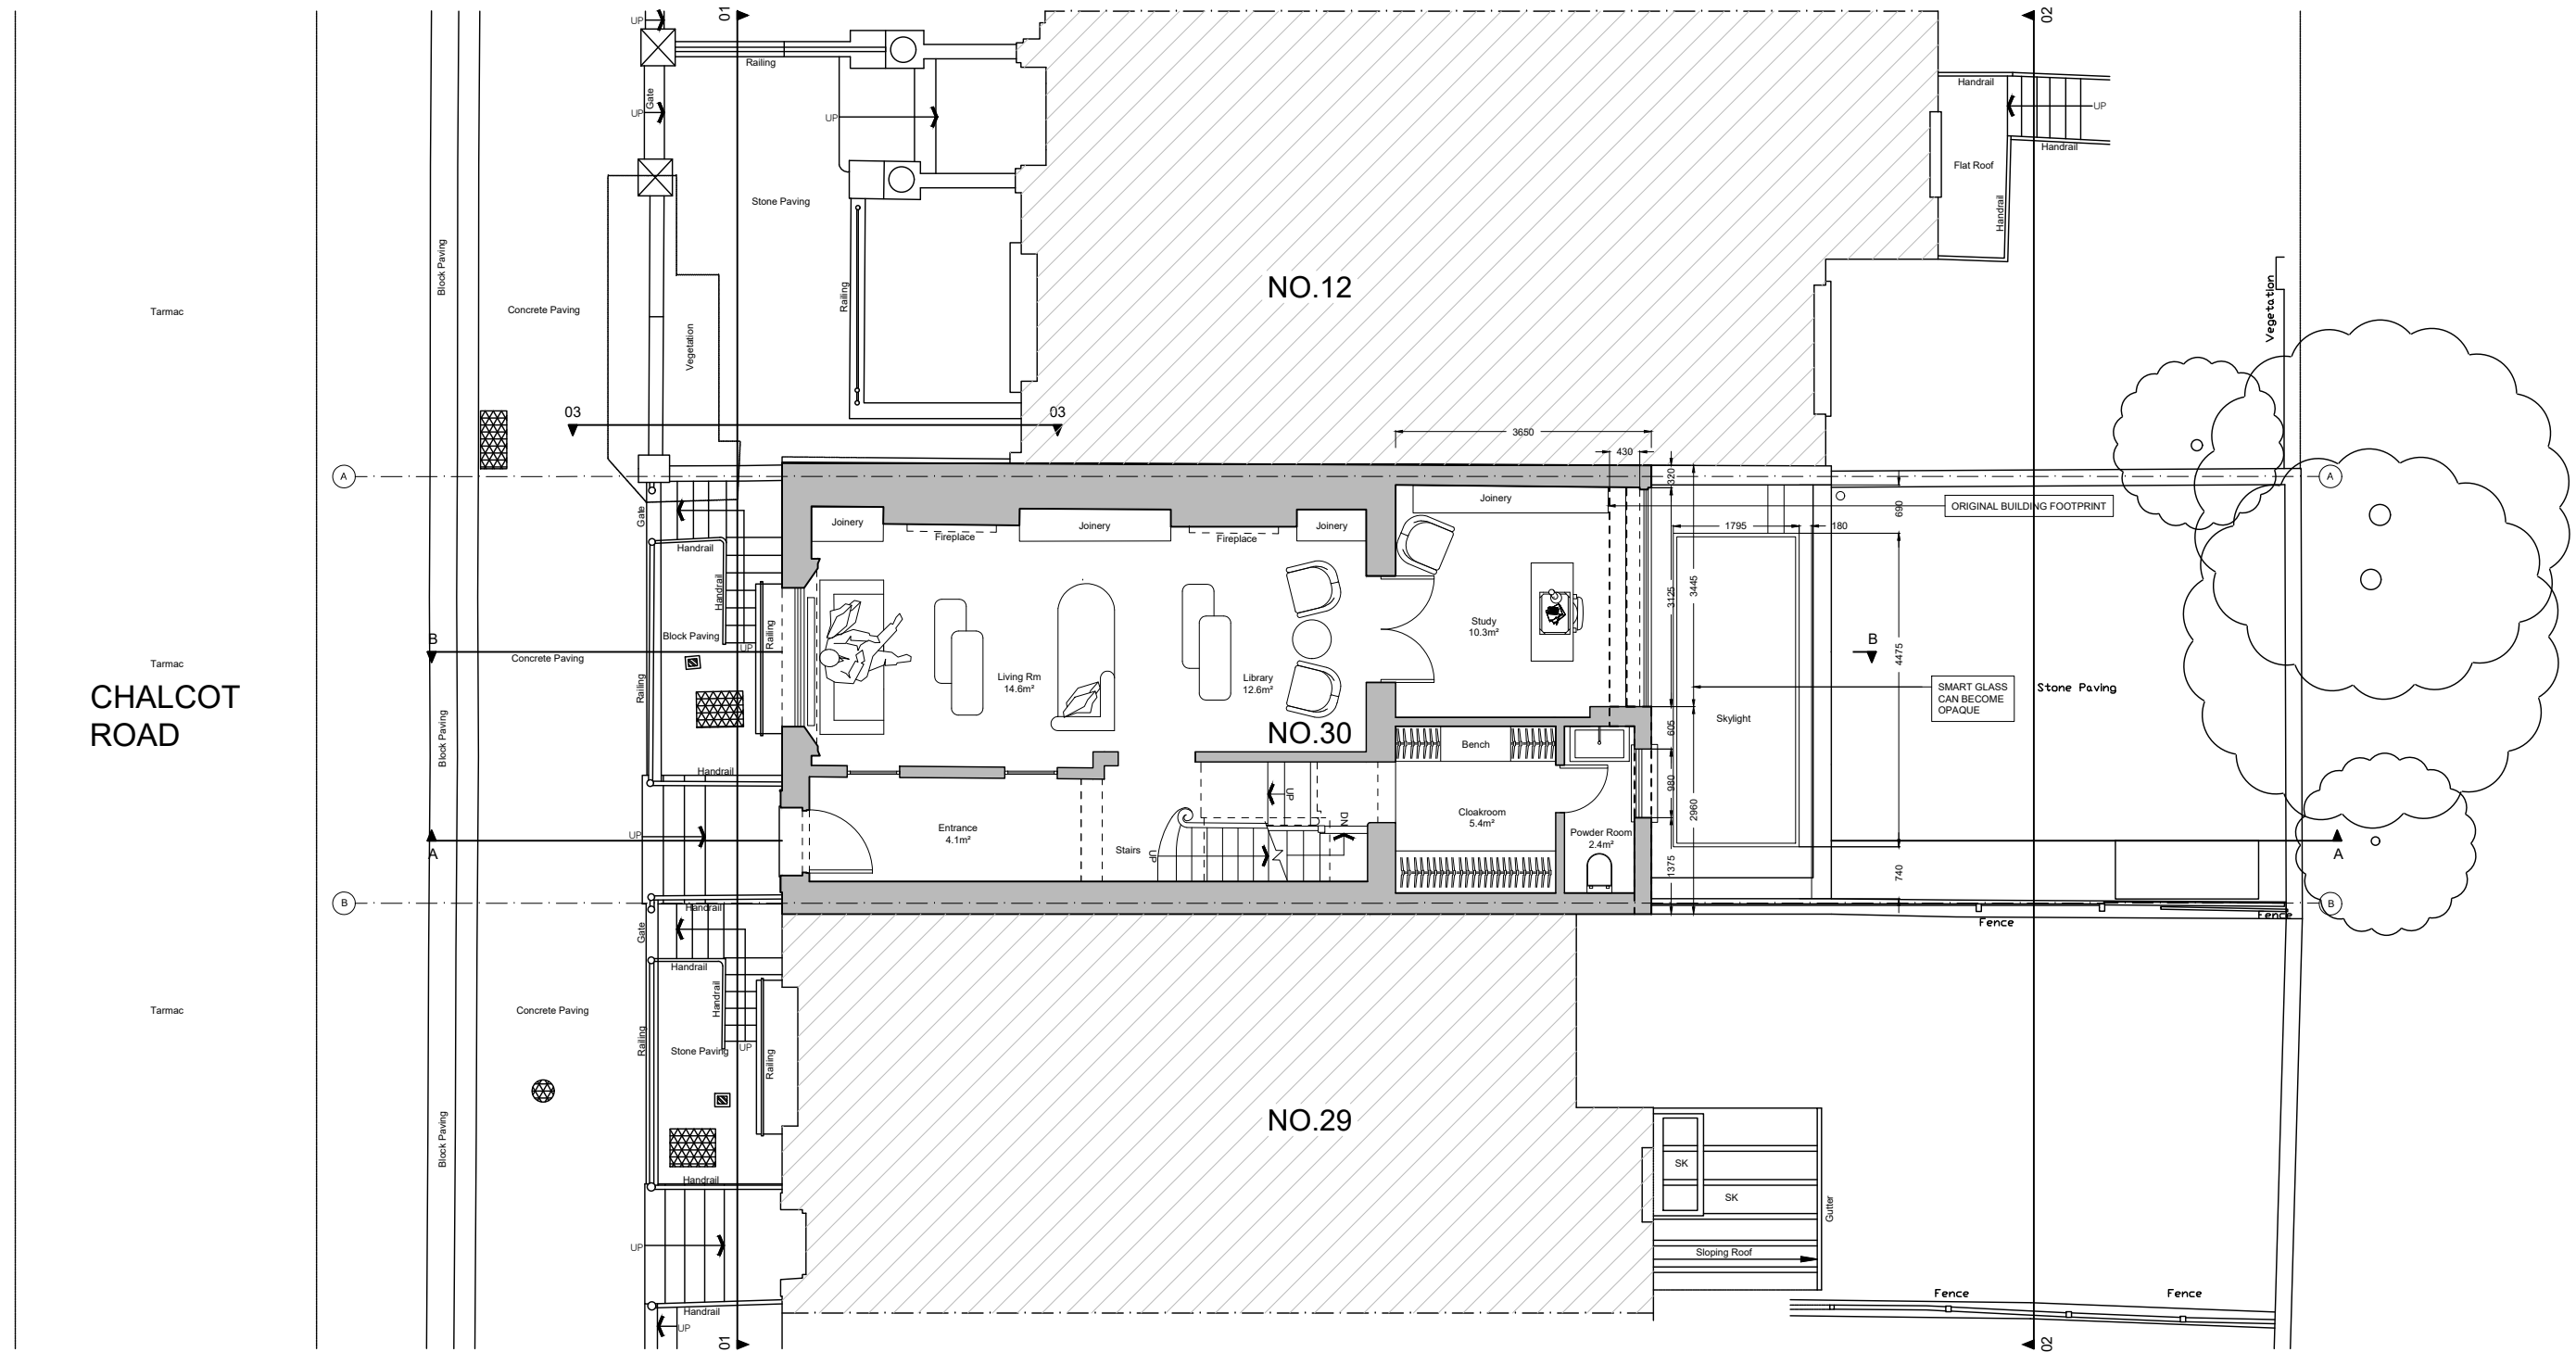 01
02
UP
Railing
Gate
UP
UP
Handrail
UP
Handrail
Flat Roof
Handrail
Stone Paving
Block Paving
Tarmac
Concrete Paving
Vegetation
Railing
NO.12
Vegetation
03
03
3650
430
320
A
A
Joinery
ORIGINAL BUILDING FOOTPRINT
690
Gate
Handrail
Joinery
Fireplace
Joinery
Fireplace
Joinery
1795
180
Handrail
3125
3445
Block Paving
Railing
UP
B
Tarmac
Concrete Paving
Railing
Living Rm
14.6m²
Library
12.6m²
Study
10.3m²
B
4475
SMART GLASS
CAN BECOME
OPAQUE
Stone Paving
CHALCOT
ROAD
Block Paving
NO.30
Bench
605
Skylight
Handrail
980
UP
UP
DN
Entrance
4.1m²
Stairs
UP
Cloakroom
5.4m²
Powder Room
2.4m²
2960
1375
740
A
A
B
B
Handrail
Gate
Fence
Fence
Handrail
Handrail
Railing
Stone Paving
UP
Railing
Tarmac
Concrete Paving
Block Paving
NO.29
Handrail
SK
SK
Gutter
UP
Sloping Roof
Handrail
UP
Fence
Fence
01
02